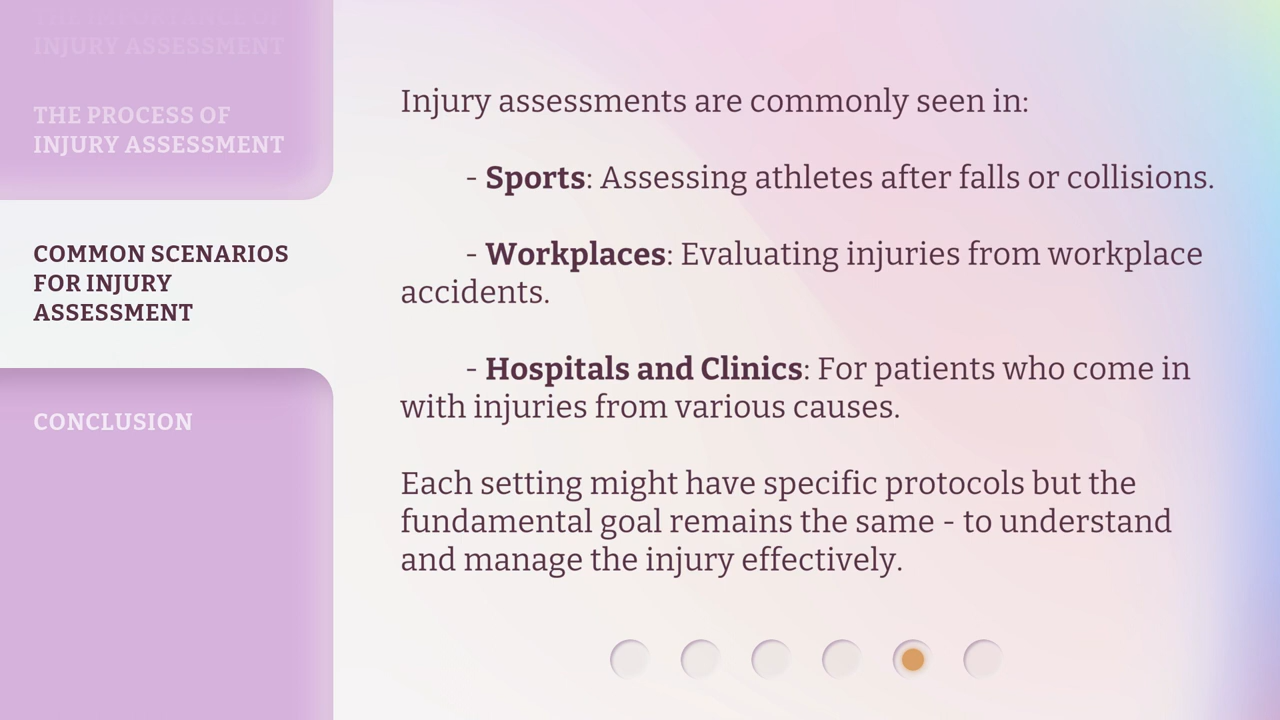 INJURY ASSESSMENT
THE PROCESS OF
INJURY ASSESSMENT
COMMON SCENARIOS
FOR INJURY
ASSESSMENT
CONCLUSION
Injury assessments are commonly seen in:
- Sports: Assessing athletes after falls or collisions.
- Workplaces: Evaluating injuries from workplace
accidents.
- Hospitals and Clinics: For patients who come in
with injuries from various causes.
Each setting might have specific protocols but the
fundamental goal remains the same - to understand
and manage the injury effectively.